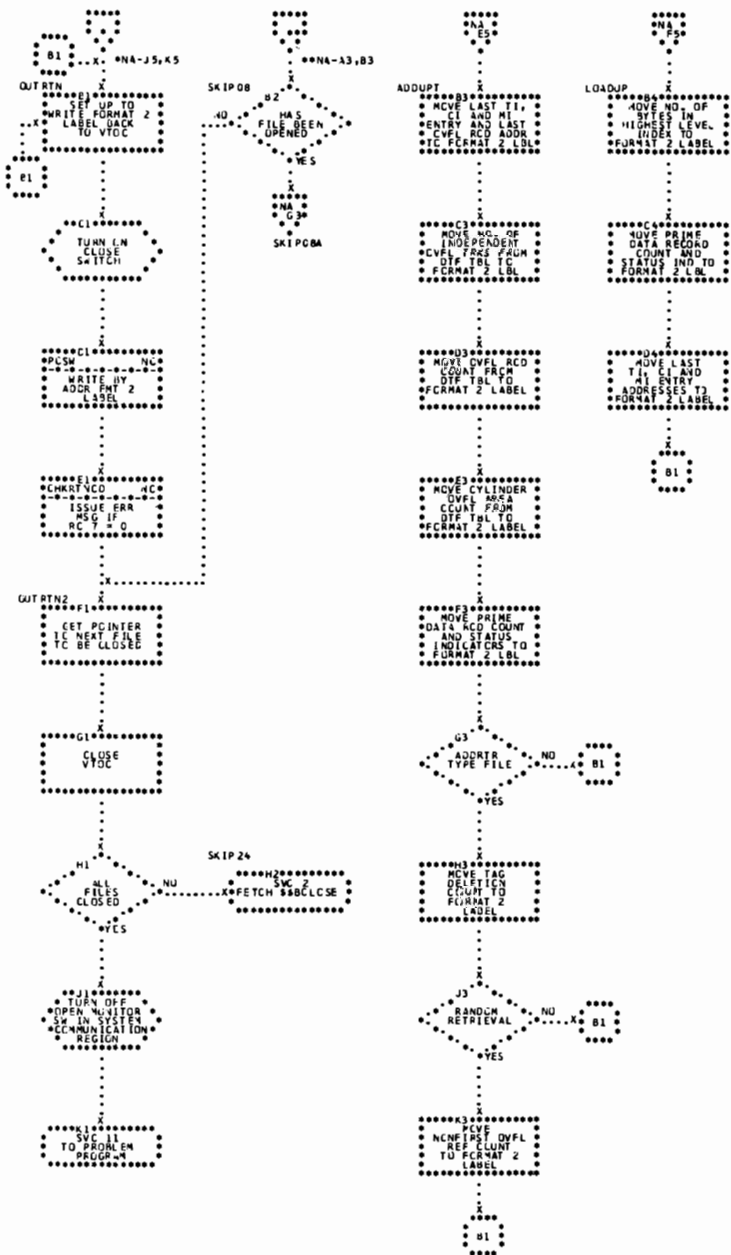 B1
*NA-J5,K5
OUTRTN
B1
SET UP TO
WRITE FORMAT 2
LABEL BACK
TO VTOC
B1
C1
TURN ON
CLOSE
SWITCH
PCSW NC
WRITE BY
ADDR FMT 2
LABEL
E1
CHKRTNCD NC
ISSUE ERR
MSG IF
OUTRTN2
F1
GET POINTER
TO NEXT FILE
TO BE CLOSED
G1
CLOSE
VTOC
H1
ALL
FILES
CLOSED
NO
YES
J1
TURN OFF
OPEN MONITOR
SW IN SYSTEM
COMMUNICATION
REGION
K1
SVC 11
TO PROBLEM
PROGRAM
**NA-A3,B3
SKIP08
B2
HAS
FILE BEEN
OPENED
NO
YES
NA
G3
SKIP08A
SKIP24
H2
SVC 2
FETCH $$BCLOSE
NA
E5
ADDUPT
B3
MOVE LAST TI,
CI AND MI
ENTRY AND LAST
OVFL RCD ADDR
TO FORMAT 2 LBL
C3
MOVE NO. OF
INDEPENDENT
OVFL TRKS FROM
DTF TBL TO
FORMAT 2 LBL
D3
MOVE OVFL RCD
COUNT FROM
DTF TBL TO
FORMAT 2 LABEL
E3
MOVE CYLINDER
OVFL AREA
COUNT FROM
DTF TBL TO
FORMAT 2 LABEL
F3
MOVE PRIME
DATA RCD COUNT
AND STATUS
INDICATORS TO
FORMAT 2 LBL
G3
ADDRTR
TYPE FILE
NO
B1
YES
H3
MOVE TAG
DELETION
COUNT TO
FORMAT 2
LABEL
J3
RANDOM
RETRIEVAL
NO
B1
YES
K3
MOVE
NONFIRST OVFL
REF COUNT
TO FORMAT 2
LABEL
B1
NA
F5
LOADUP
B4
MOVE NO. OF
BYTES IN
HIGHEST LEVEL
INDEX TO
FORMAT 2 LABEL
C4
MOVE PRIME
DATA RECORD
COUNT AND
STATUS IND TO
FORMAT 2 LABEL
D4
MOVE LAST
TI, CI AND
MI ENTRY
ADDRESSES TO
FORMAT 2 LABEL
B1